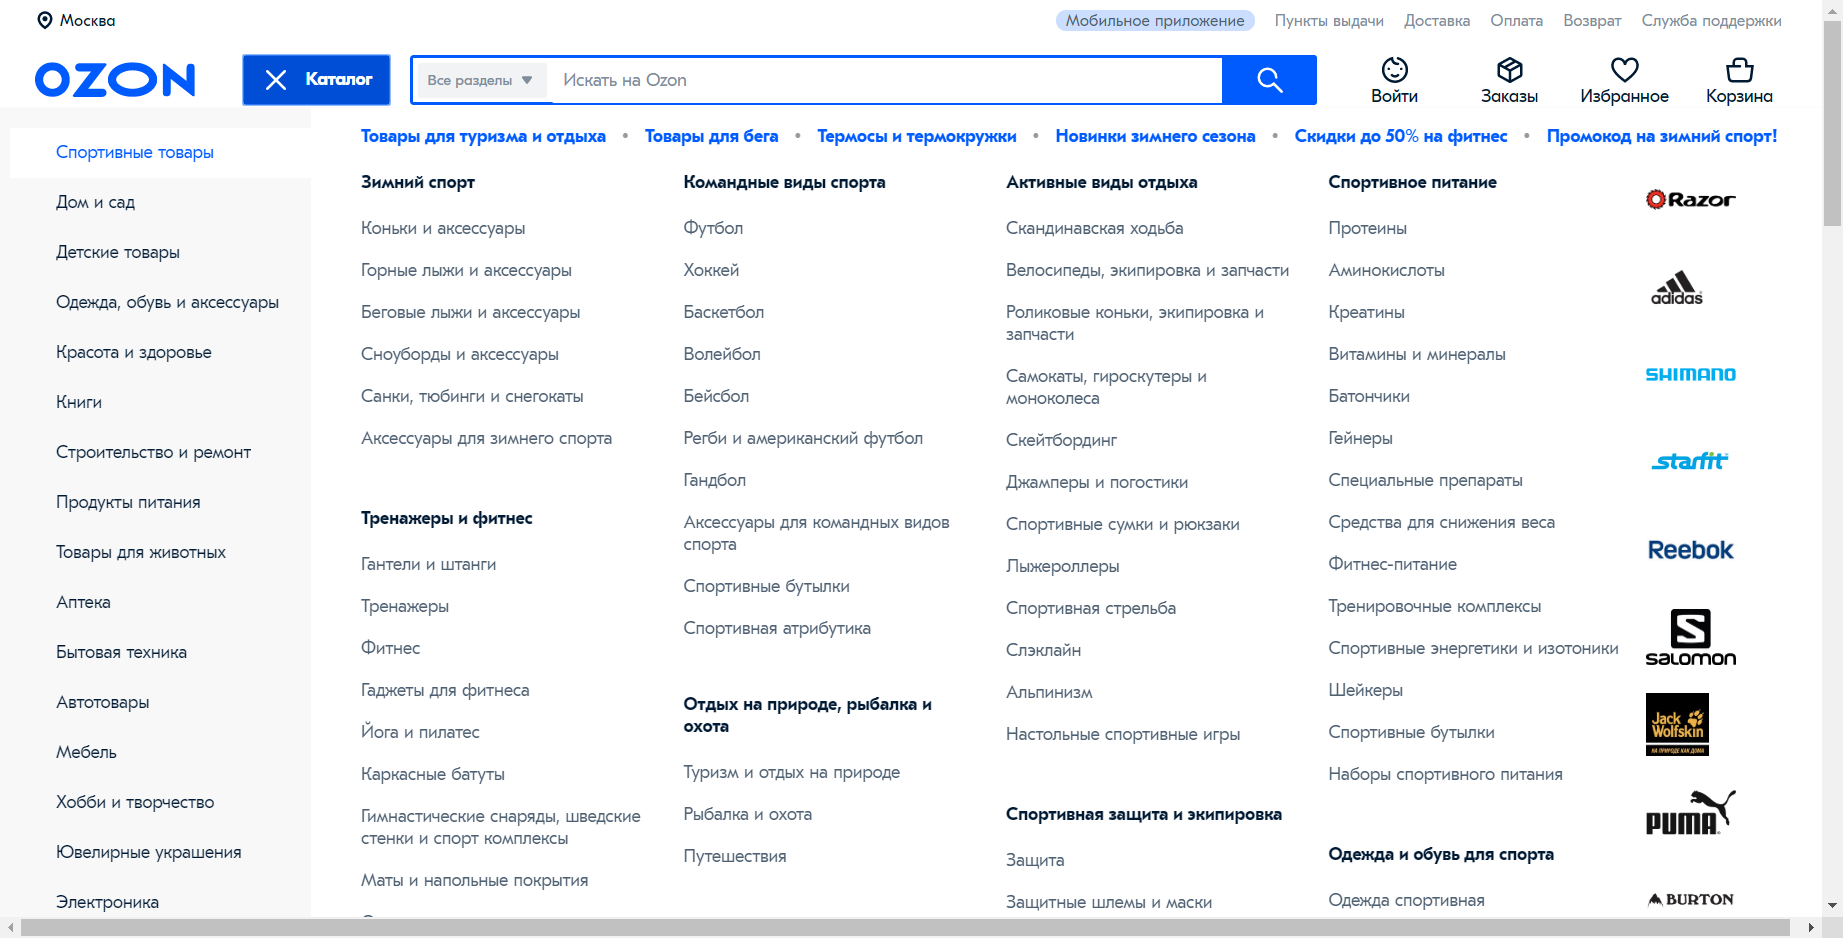 Москва
Мобильное приложение
Пункты выдачи
Доставка
Оплата
Возврат
Служба поддержки
OZON
Каталог
Все разделы
Искать на Ozon
Войти
Заказы
Избранное
Корзина
Спортивные товары
Дом и сад
Детские товары
Одежда, обувь и аксессуары
Красота и здоровье
Книги
Строительство и ремонт
Продукты питания
Товары для животных
Аптека
Бытовая техника
Автотовары
Мебель
Хобби и творчество
Ювелирные украшения
Электроника
Товары для туризма и отдыха • Товары для бега • Термосы и термокружки • Новинки зимнего сезона • Скидки до 50% на фитнес • Промокод на зимний спорт!
Зимний спорт
Коньки и аксессуары
Горные лыжи и аксессуары
Беговые лыжи и аксессуары
Сноуборды и аксессуары
Санки, тюбинги и снегокаты
Аксессуары для зимнего спорта
Тренажеры и фитнес
Гантели и штанги
Тренажеры
Фитнес
Гаджеты для фитнеса
Йога и пилатес
Каркасные батуты
Гимнастические снаряды, шведские
стенки и спорт комплексы
Маты и напольные покрытия
Командные виды спорта
Футбол
Хоккей
Баскетбол
Волейбол
Бейсбол
Регби и американский футбол
Гандбол
Аксессуары для командных видов
спорта
Спортивные бутылки
Спортивная атрибутика
Отдых на природе, рыбалка и
охота
Туризм и отдых на природе
Рыбалка и охота
Путешествия
Активные виды отдыха
Скандинавская ходьба
Велосипеды, экипировка и запчасти
Роликовые коньки, экипировка и
запчасти
Самокаты, гироскутеры и
моноколеса
Скейтбординг
Джамперы и погостики
Спортивные сумки и рюкзаки
Лыжероллеры
Спортивная стрельба
Слэклайн
Альпинизм
Настольные спортивные игры
Спортивная защита и экипировка
Защита
Защитные шлемы и маски
Спортивное питание
Протеины
Аминокислоты
Креатины
Витамины и минералы
Батончики
Гейнеры
Специальные препараты
Средства для снижения веса
Фитнес-питание
Тренировочные комплексы
Спортивные энергетики и изотоники
Шейкеры
Спортивные бутылки
Наборы спортивного питания
Одежда и обувь для спорта
Одежда спортивная
Razor
adidas
SHIMANO
starfit
Reebok
S
SALOMON
Jack
Wolfskin
НА ПРИРОДЕ КАК ДОМА
PUMA
BURTON